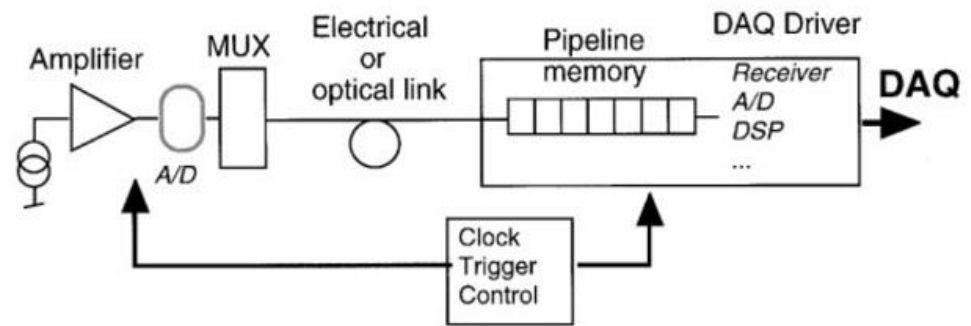 Amplifier
A/D
MUX
Electrical
or
optical link
Pipeline
memory
DAQ Driver
Receiver
A/D
DSP
...
DAQ
Clock
Trigger
Control